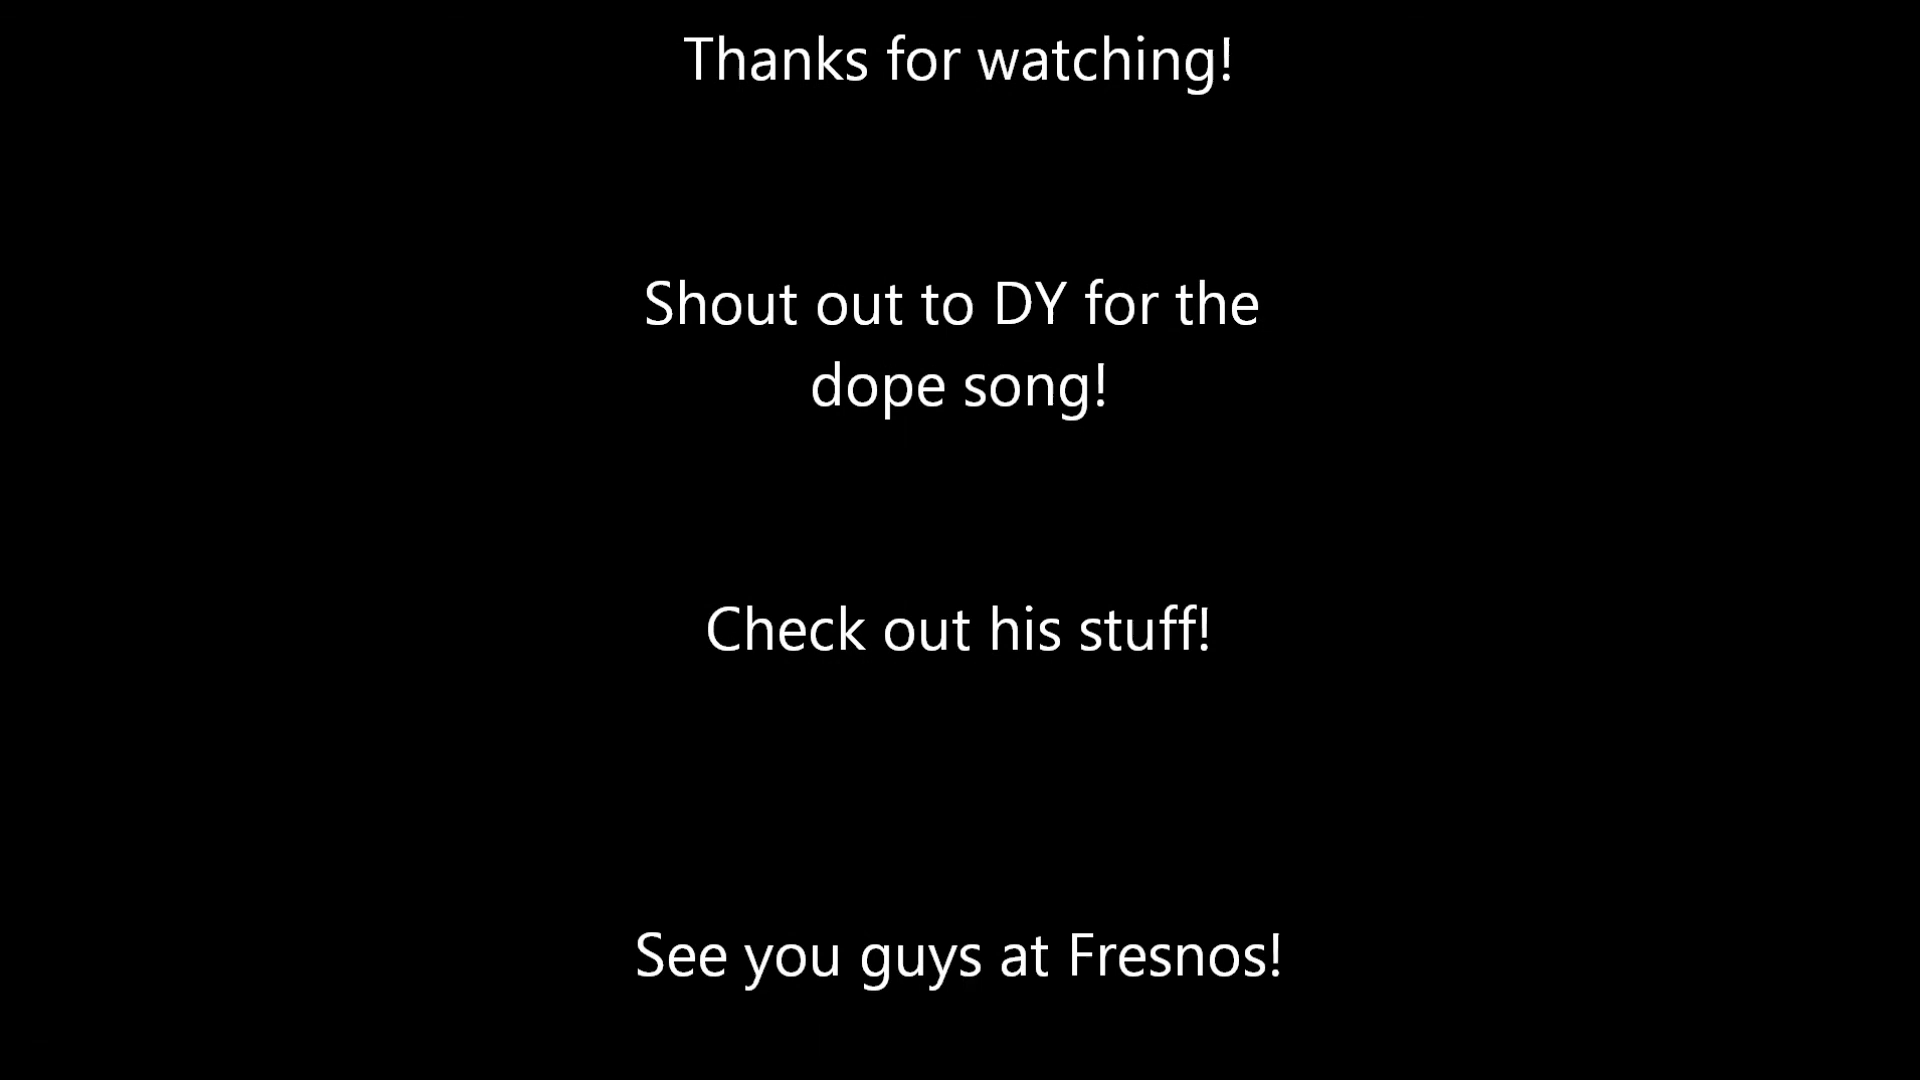 Thanks for watching!
Shout out to DY for the
dope song!
Check out his stuff!
See you guys at Fresnos!